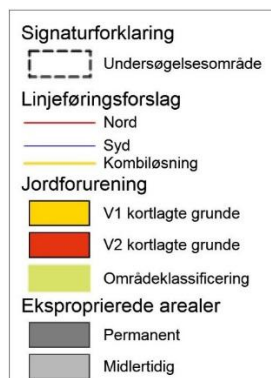 Signaturforklaring
Undersøgelsesområde
Linjeføringsforslag
Nord
Syd
Kombiløsning
Jordforurening
V1 kortlagte grunde
V2 kortlagte grunde
Områdeklassificering
Eksproprierede arealer
Permanent
Midlertidig